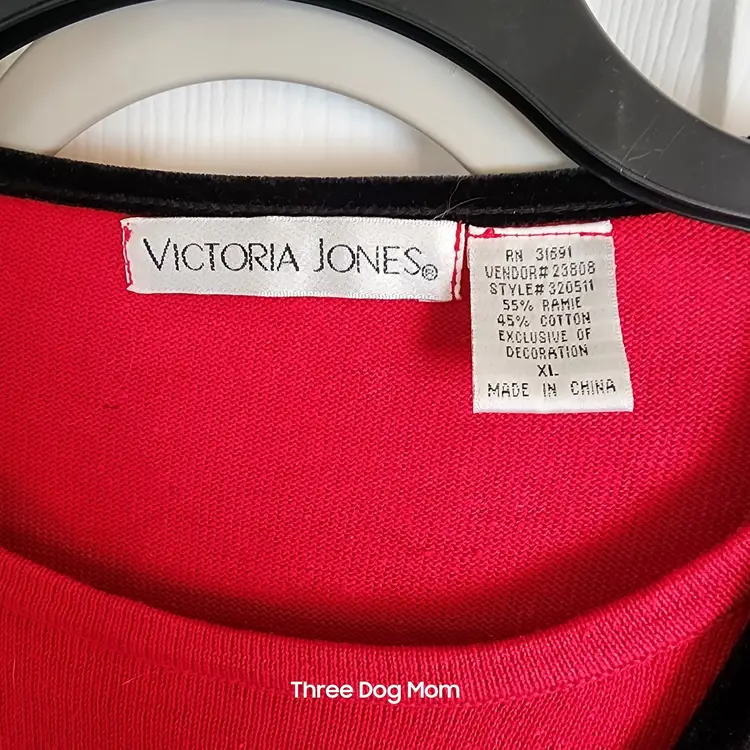 VICTORIA JONES®
RN 31691
VENDOR# 23808
STYLE# 320511
55% RAMIE
45% COTTON
EXCLUSIVE OF
DECORATION
XL
MADE IN CHINA
Three Dog Mom